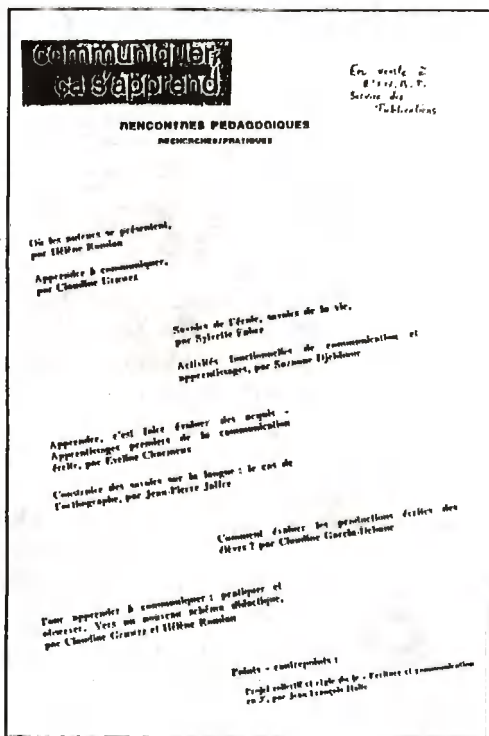 communiquer,
ça s'apprend
En vente à
l'I.N.R.P.
Service des
Publications
RENCONTRES PEDAGOGIQUES
RECHERCHES/PRATIQUES
Où les auteurs se présentent,
par Hélène Romian
Apprendre à communiquer,
par Claudine Gruwez
Savoirs de l'école, savoirs de la vie,
par Sylvette Fabre
Activités fonctionnelles de communication et
apprentissages, par Suzanne Djebbour
Apprendre, c'est faire évoluer des acquis -
Apprentissages premiers de la communication
écrite, par Eveline Charmeux
Construire des savoirs sur la langue : le cas de
l'orthographe, par Jean-Pierre Jaffré
Comment évaluer les productions écrites des
élèves ? par Claudine Garcia-Debanc
Pour apprendre à communiquer : pratiquer et
observer. Vers un nouveau schéma didactique,
par Claudine Gruwez et Hélène Romian
Points - contrepoints :
Projet collectif et règle du je - Ecriture et communication
en 5e, par Jean François Halté